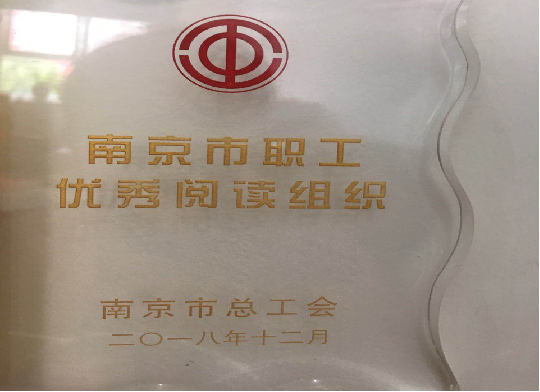 南京市职工
优秀阅读组织
南京市总工会
二〇一八年十二月